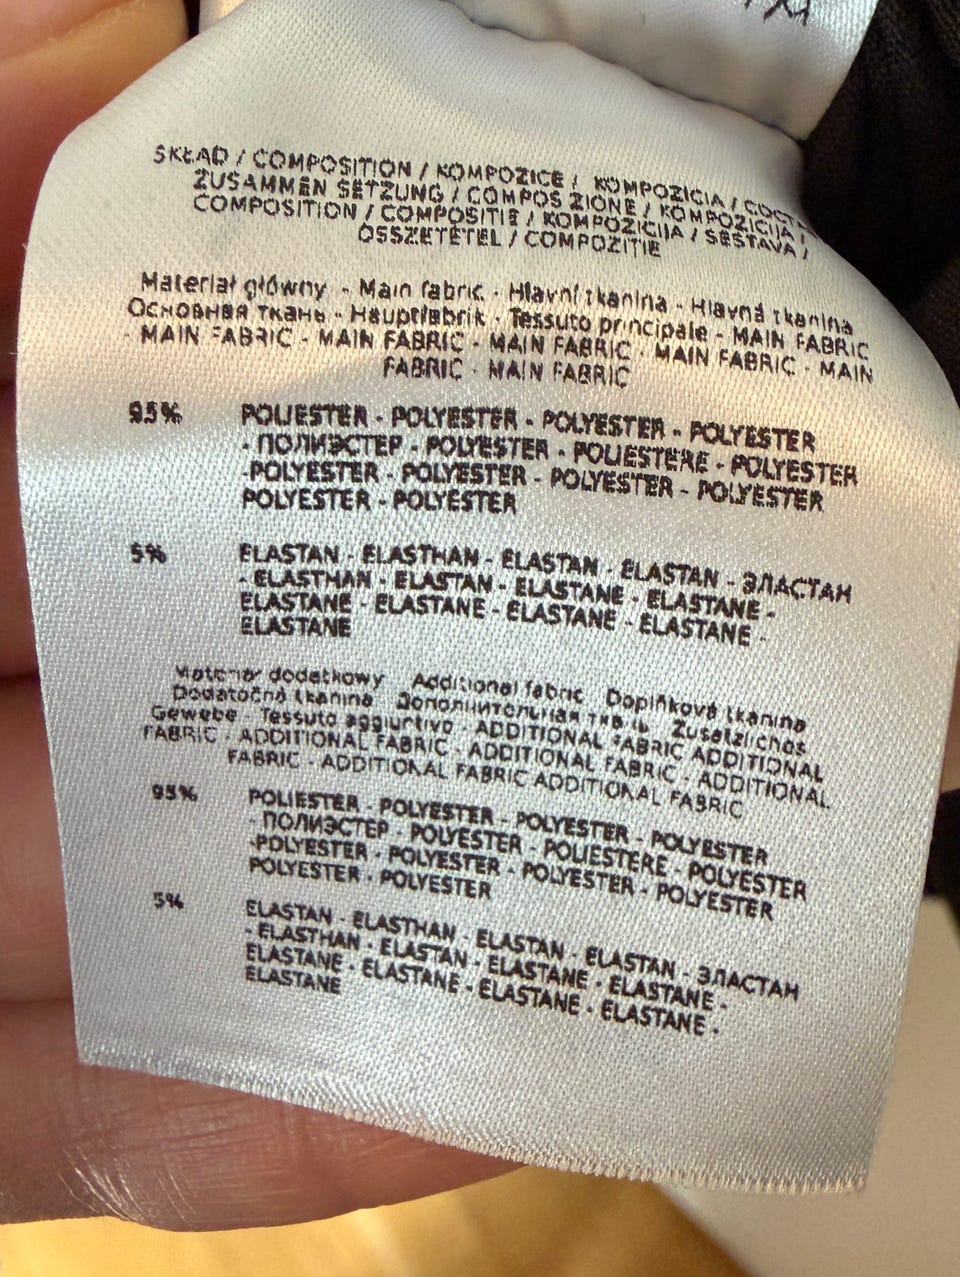 SKŁAD / COMPOSITION / KOMPOZICE / KOMPOZICIA /
ZUSAMMEN SETZUNG / COMPOS ZIONE / KOMPOZICIJA /
COMPOSITION / COMPOSITIE / KOMPOZICIJA / SESTAVA /
ÖSSZETÉTEL / COMPOZIȚIE
Materiał główny - Main fabric - Hlavní tkanina - Hlavná tkanina
Основная ткань - Hauptfabrik - Tessuto principale - MAIN FABRIC
- MAIN FABRIC - MAIN FABRIC - MAIN FABRIC - MAIN FABRIC - MAIN
FABRIC - MAIN FABRIC
95% POLIESTER - POLYESTER - POLYESTER - POLYESTER
- ПОЛИЭСТЕР - POLYESTER - POLIESTERE - POLYESTER
-POLYESTER - POLYESTER - POLYESTER - POLYESTER
POLYESTER - POLYESTER
5% ELASTAN - ELASTHAN - ELASTAN - ELASTAN - ЭЛАСТАН
- ELASTHAN - ELASTAN - ELASTANE - ELASTANE -
ELASTANE - ELASTANE - ELASTANE - ELASTANE -
ELASTANE
Materiał dodatkowy Additional fabric Doplňková tkanina
Dodatočná tkanina Дополнительная ткань Zusätzliches
Gewebe - Tessuto aggiuntivo - ADDITIONAL FABRIC ADDITIONAL
FABRIC - ADDITIONAL FABRIC - ADDITIONAL FABRIC - ADDITIONAL
FABRIC - ADDITIONAL FABRIC ADDITIONAL FABRIC
95% POLIESTER - POLYESTER - POLYESTER - POLYESTER
- ПОЛИЭСТЕР - POLYESTER - POLIESTERE - POLYESTER
-POLYESTER - POLYESTER - POLYESTER - POLYESTER
POLYESTER - POLYESTER
5% ELASTAN - ELASTHAN - ELASTAN - ELASTAN - ЭЛАСТАН
- ELASTHAN - ELASTAN - ELASTANE - ELASTANE -
ELASTANE - ELASTANE - ELASTANE - ELASTANE -
ELASTANE